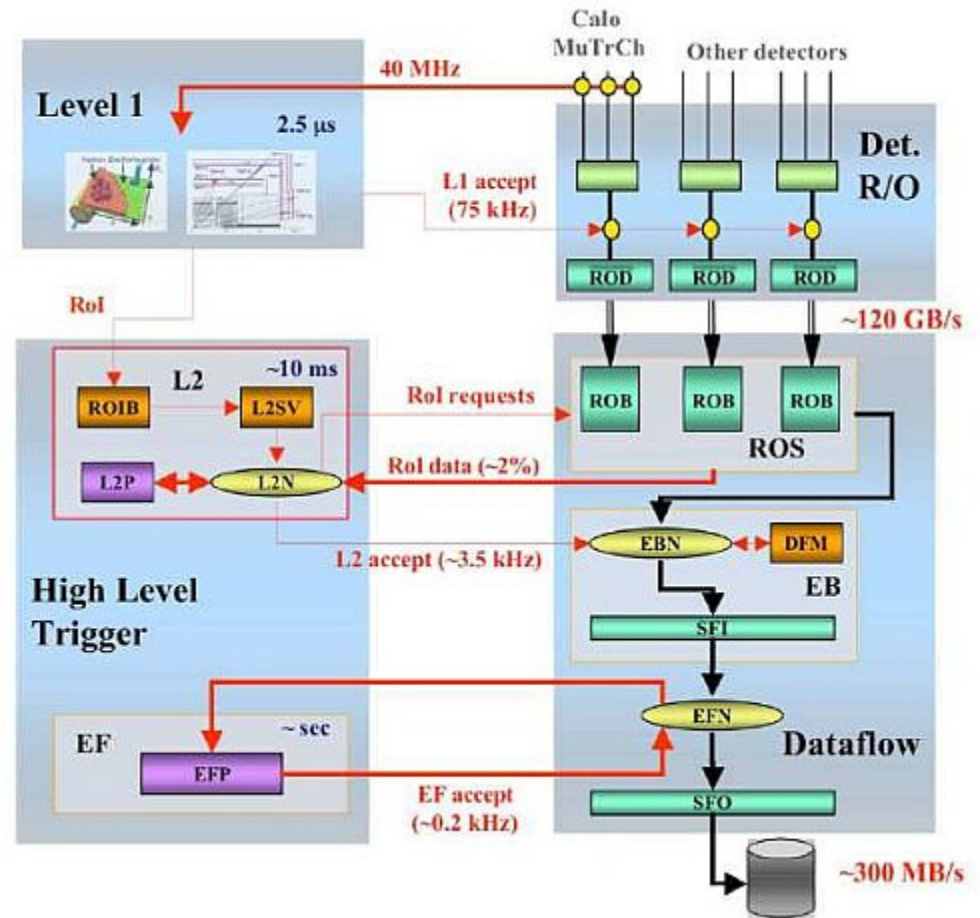 Calo
MuTrCh
Other detectors
40 MHz
Level 1
2.5 μs
Det.
R/O
L1 accept
(75 kHz)
ROD
ROD
ROD
RoI
~120 GB/s
~10 ms
L2
ROIB
L2SV
RoI requests
ROB
ROB
ROB
ROS
L2P
L2N
RoI data (~2%)
EBN
DFM
L2 accept (~3.5 kHz)
EB
High Level
Trigger
SFI
EFN
~ sec
EF
Dataflow
EFP
EF accept
(~0.2 kHz)
SFO
~300 MB/s